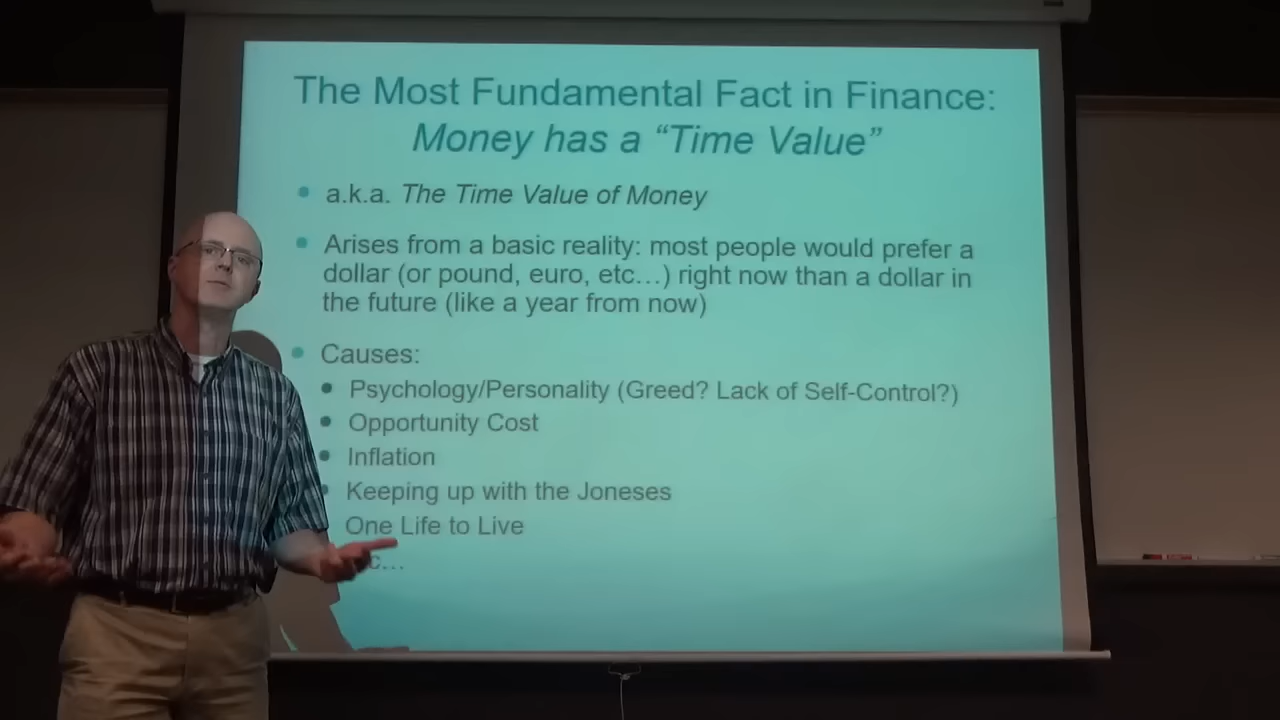 The Most Fundamental Fact in Finance:
Money has a “Time Value”
a.k.a. The Time Value of Money
Arises from a basic reality: most people would prefer a
dollar (or pound, euro, etc…) right now than a dollar in
the future (like a year from now)
Causes:
Psychology/Personality (Greed? Lack of Self-Control?)
Opportunity Cost
Inflation
Keeping up with the Joneses
One Life to Live